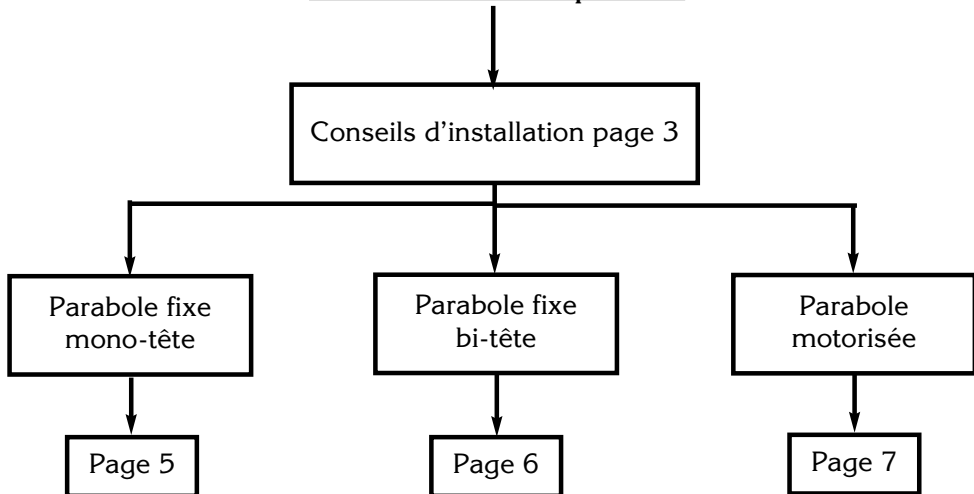 Conseils d'installation page 3
Parabole fixe
mono-tête
Parabole fixe
bi-tête
Parabole
motorisée
Page 5
Page 6
Page 7